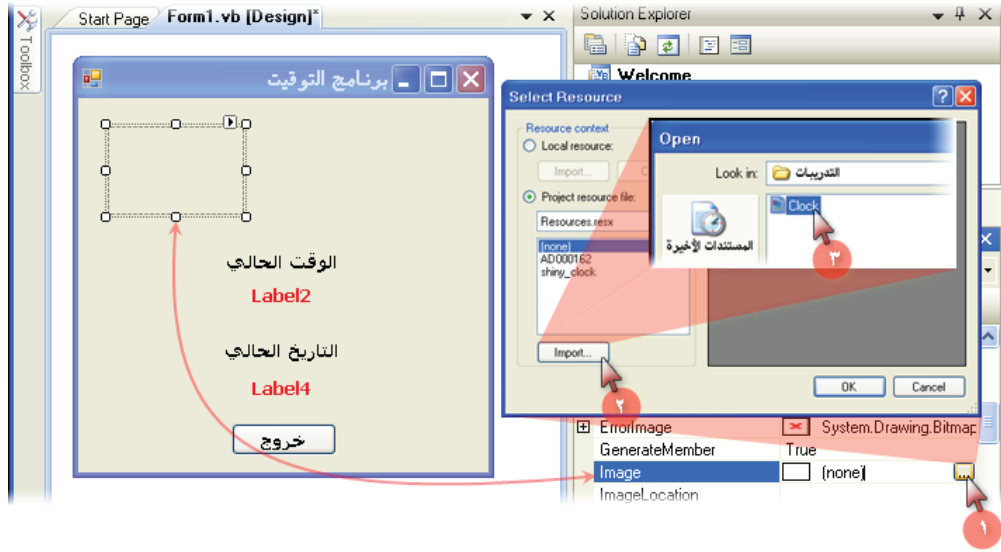 Toolbox
Start Page
Form1.vb [Design]*
Solution Explorer
Welcome
برنامج التوقيت
الوقت الحالي
Label2
التاريخ الحالي
Label4
خروج
Select Resource
Resource context
Local resource:
Import...
Project resource file:
Resources.resx
(none)
AD000162
shiny_clock
Import...
٢
Open
Look in:
التدريبات
Clock
المستندات الأخيرة
٣
OK
Cancel
ErrorImage
System.Drawing.Bitmap
GenerateMember
True
Image
(none)
...
ImageLocation
١